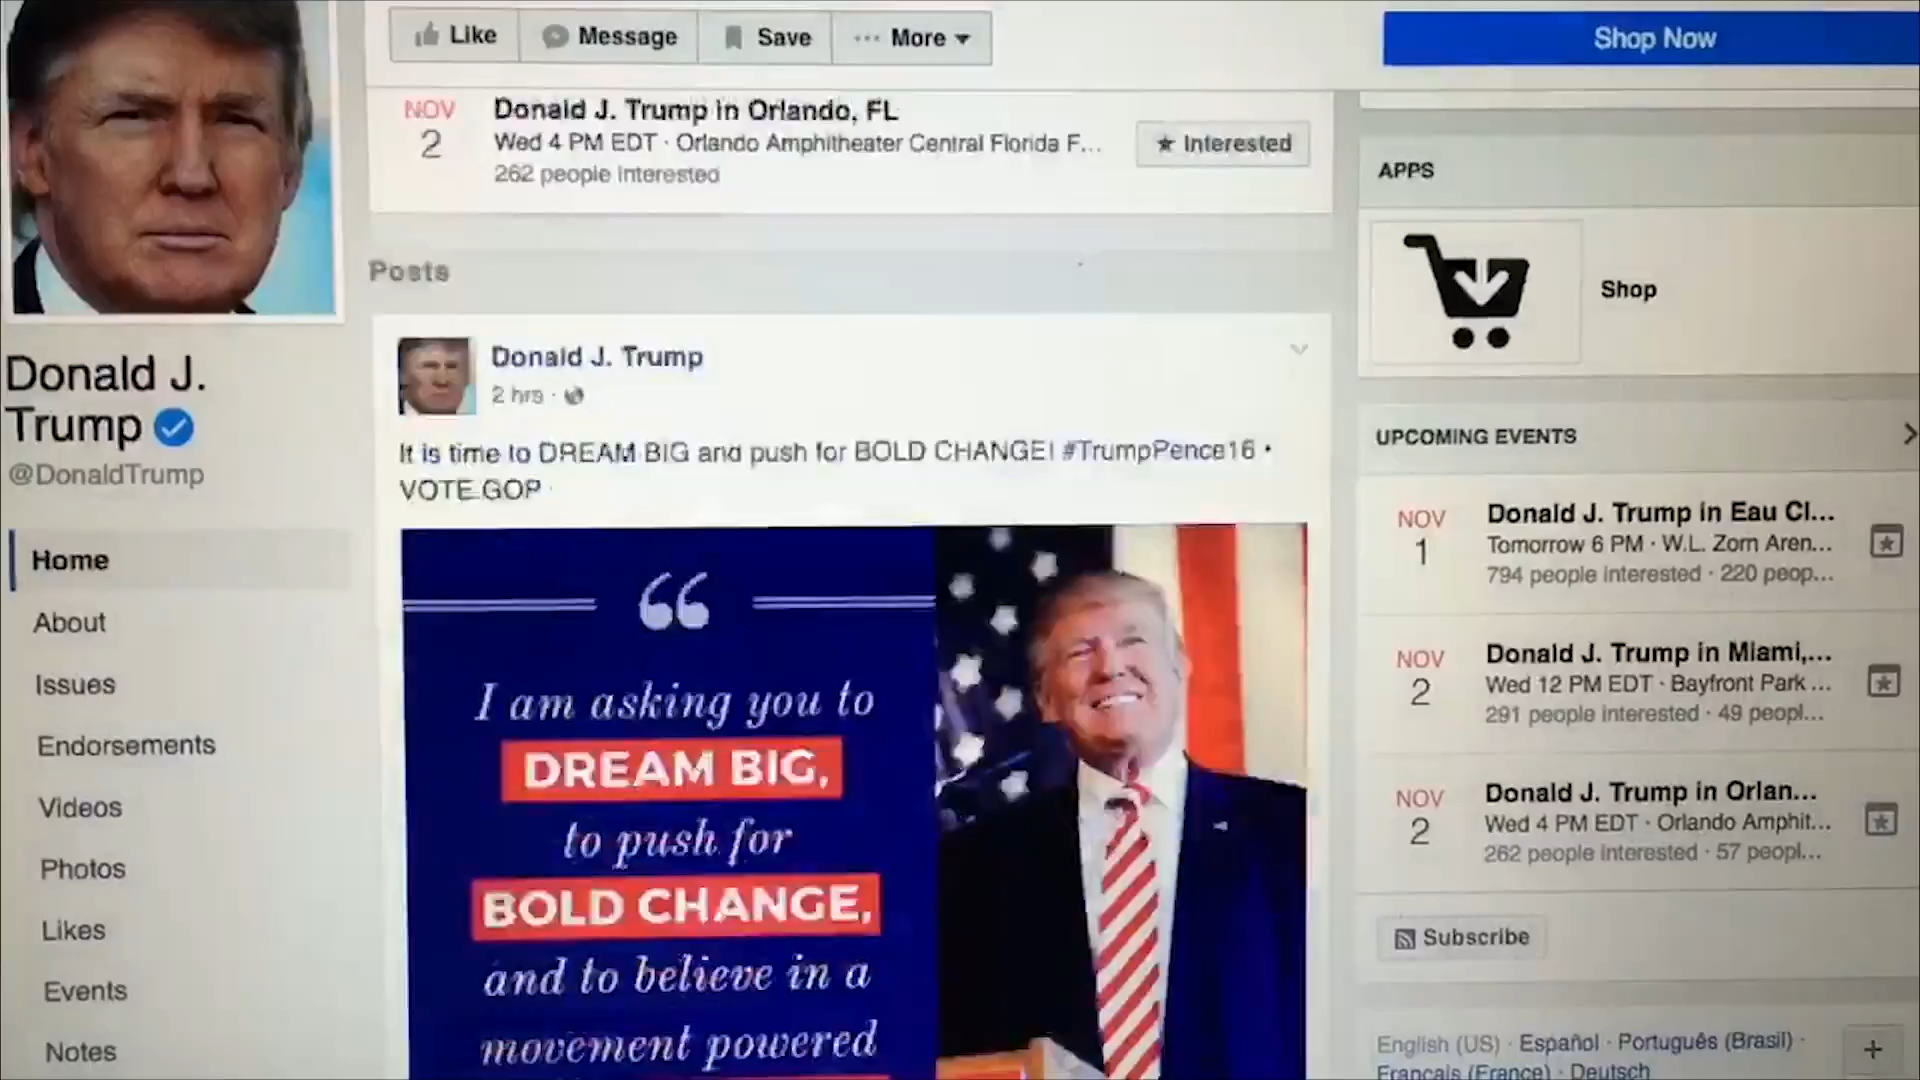 Like
Message
Save
More
Shop Now
NOV
2
Donald J. Trump in Orlando, FL
Wed 4 PM EDT · Orlando Amphitheater Central Florida F...
262 people interested
Interested
Posts
Donald J. Trump
2 hrs ·
It is time to DREAM BIG and push for BOLD CHANGE! #TrumpPence16 •
VOTE.GOP
“
I am asking you to
DREAM BIG,
to push for
BOLD CHANGE,
and to believe in a
movement powered
Donald J.
Trump
@DonaldTrump
Home
About
Issues
Endorsements
Videos
Photos
Likes
Events
Notes
APPS
Shop
UPCOMING EVENTS
NOV
1
Donald J. Trump in Eau Cl...
Tomorrow 6 PM · W.L. Zorn Aren...
794 people interested · 220 peop...
NOV
2
Donald J. Trump in Miami,...
Wed 12 PM EDT · Bayfront Park ...
291 people interested · 49 peopl...
NOV
2
Donald J. Trump in Orlan...
Wed 4 PM EDT · Orlando Amphit...
262 people interested · 57 peopl...
Subscribe
English (US) · Español · Português (Brasil) ·
Français (France) · Deutsch